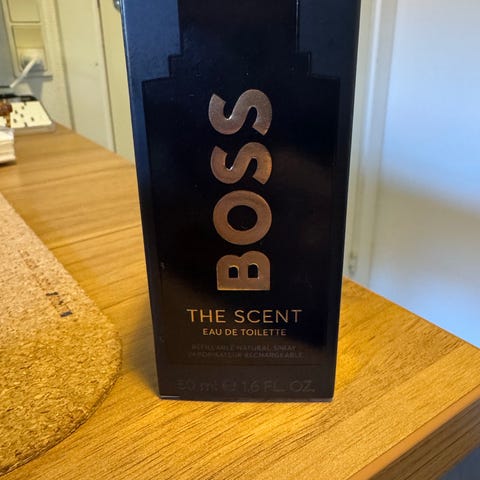 BOSS
THE SCENT
EAU DE TOILETTE
REFILLABLE NATURAL SPRAY
VAPORISATEUR RECHARGEABLE
50 ml ℮ 1.6 FL. OZ.